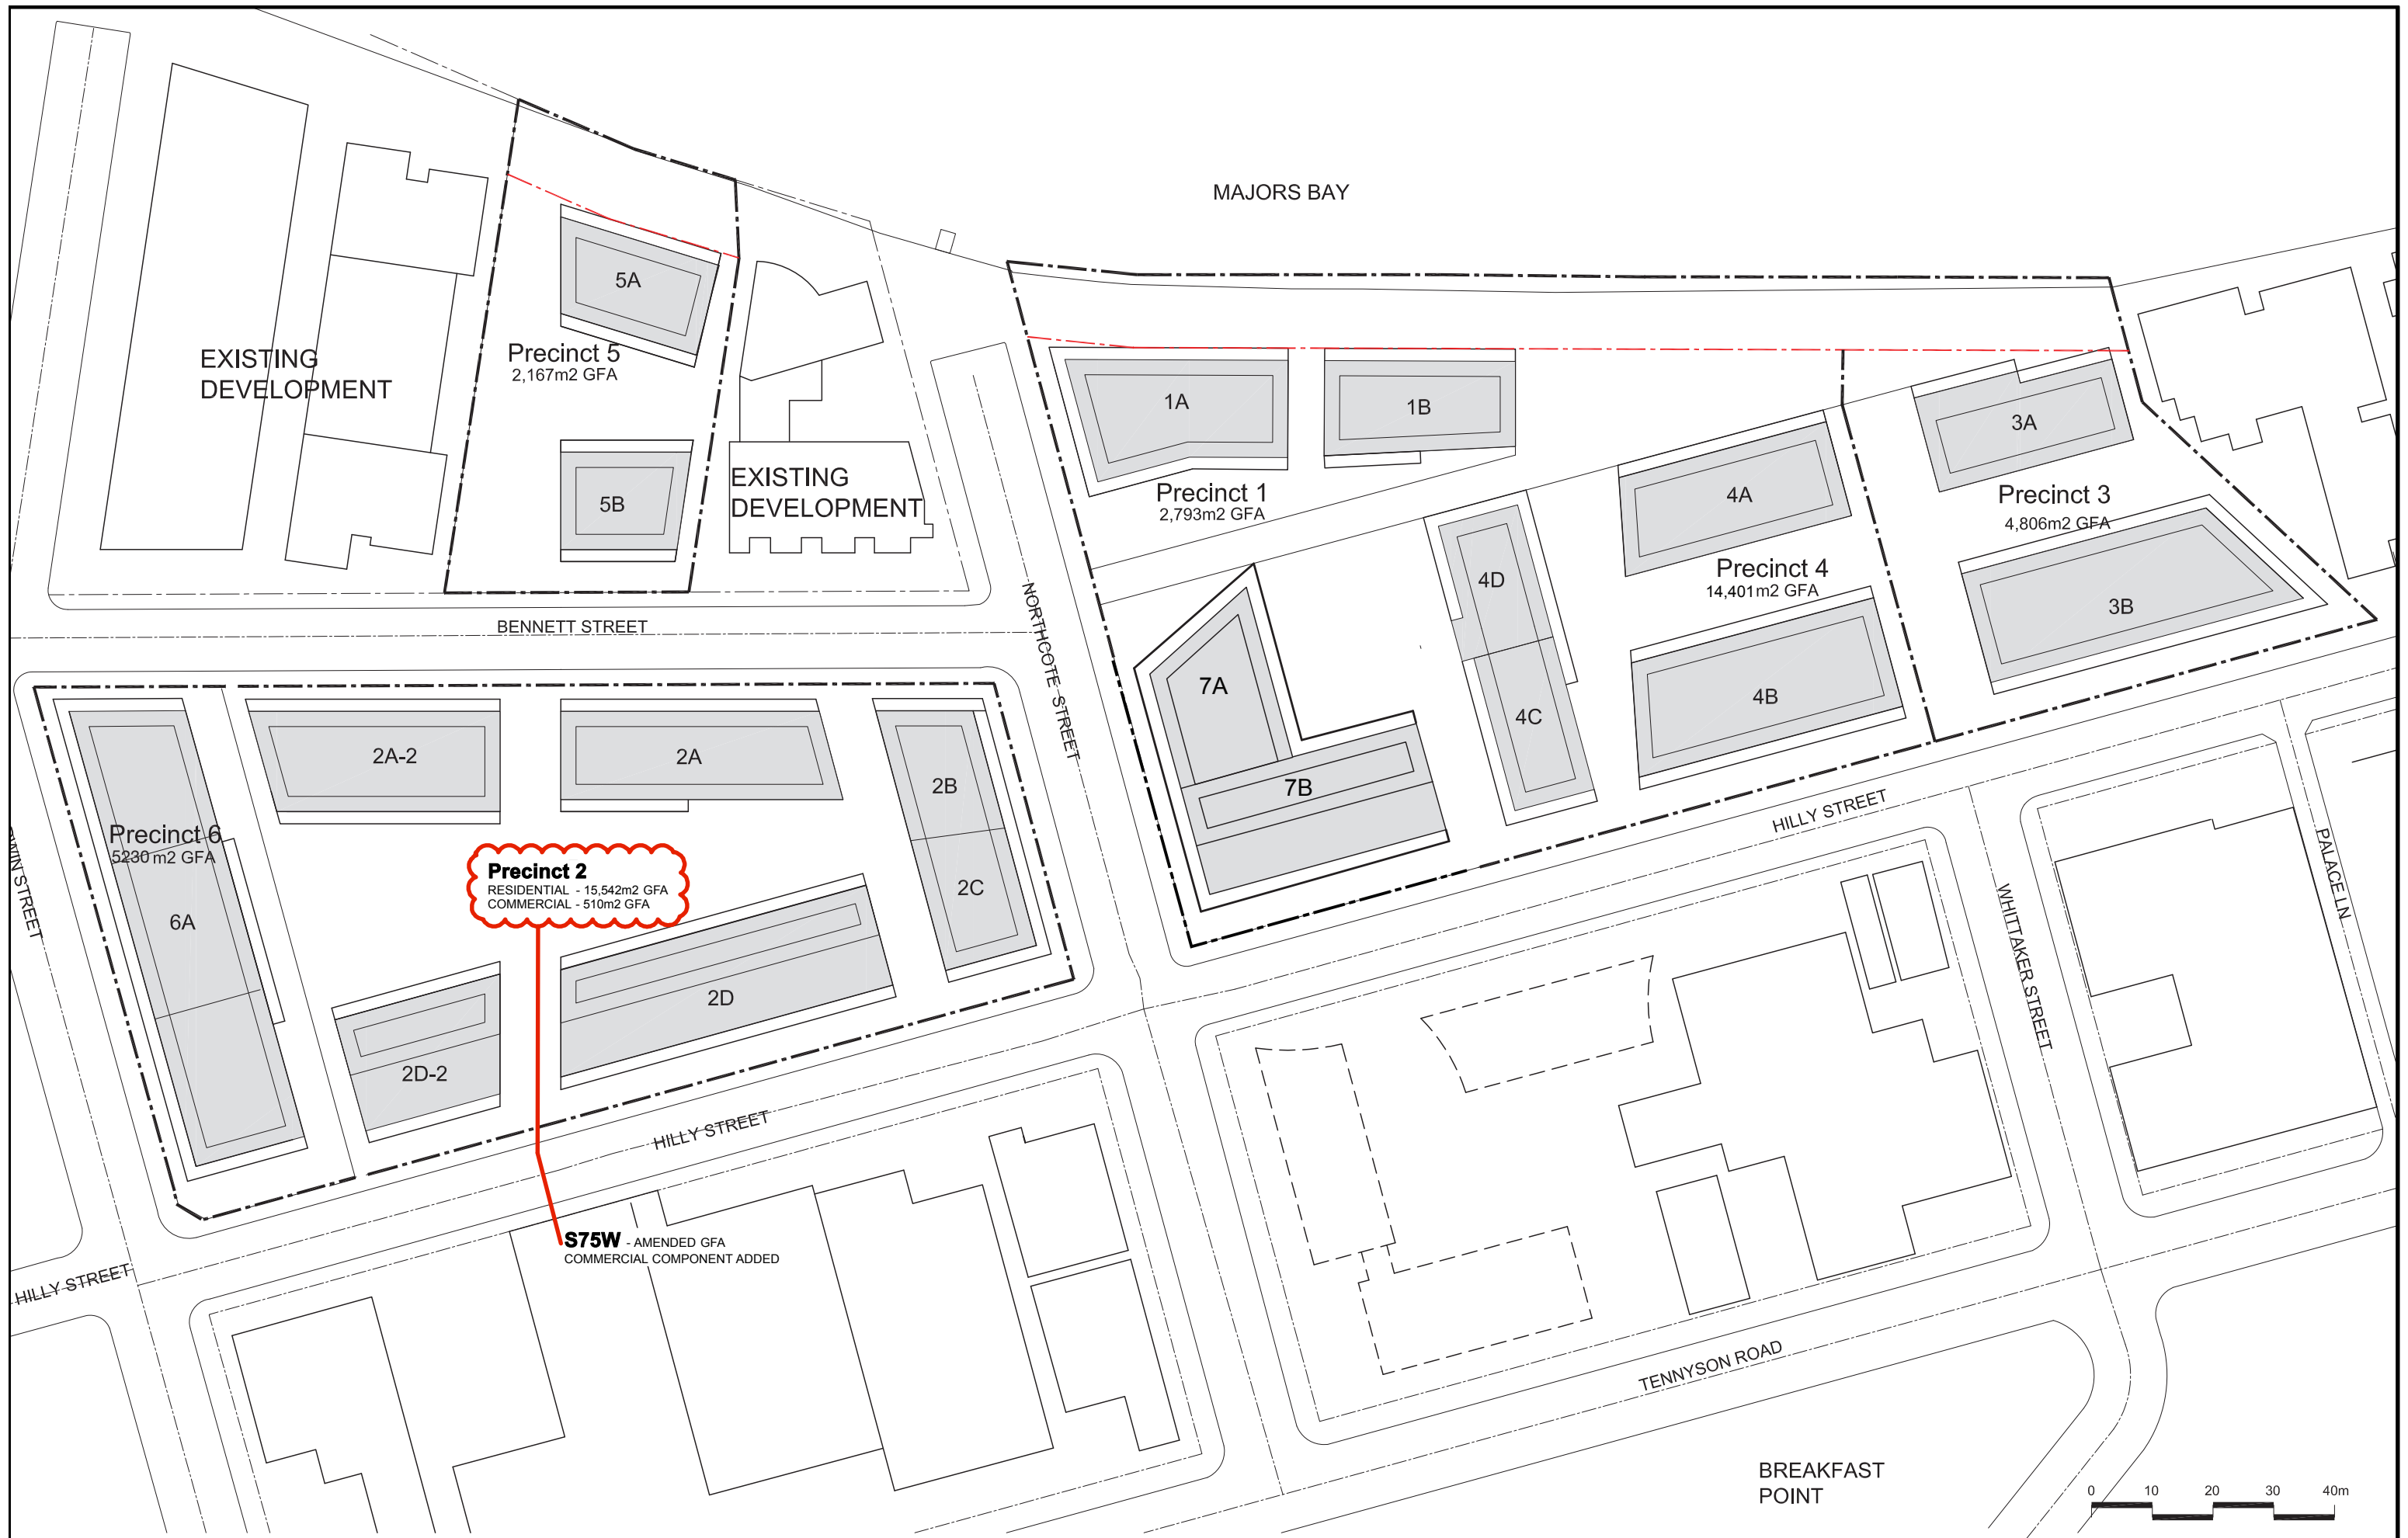 MAJORS BAY
5A
EXISTING
DEVELOPMENT
Precinct 5
2,167m2 GFA
1A
1B
3A
EXISTING
DEVELOPMENT
5B
Precinct 1
2,793m2 GFA
4A
Precinct 3
4,806m2 GFA
4D
Precinct 4
14,401m2 GFA
3B
BENNETT STREET
NORTHCOTE STREET
7A
4B
4C
2A-2
2A
2B
7B
HILLY STREET
Precinct 6
5230 m2 GFA
PALACE LN
Precinct 2
RESIDENTIAL - 15,542m2 GFA
COMMERCIAL - 510m2 GFA
2C
6A
WHITTAKER STREET
STREET
2D
2D-2
HILLY STREET
S75W - AMENDED GFA
COMMERCIAL COMPONENT ADDED
HILLY STREET
TENNYSON ROAD
BREAKFAST
POINT
0 10 20 30 40m